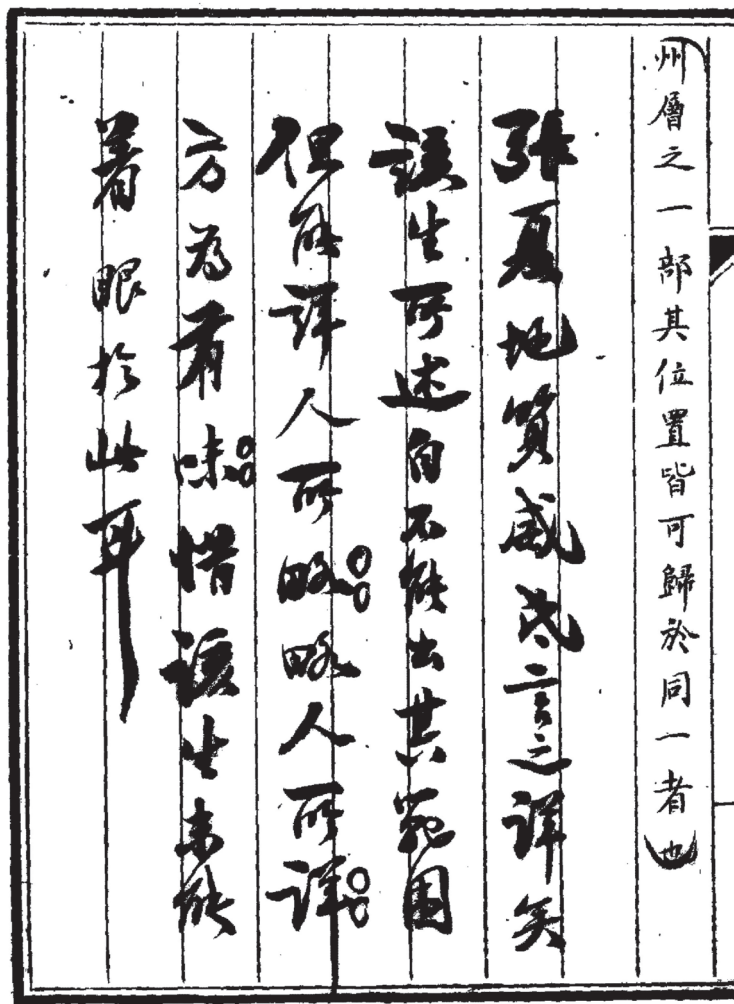 州層之一部其位置皆可歸於同一者也
張夏地質威氏言之詳矣
該生所述自不能出其範圍
但能詳人所略略人所詳
方為有味惜該生未能
着眼於此耳